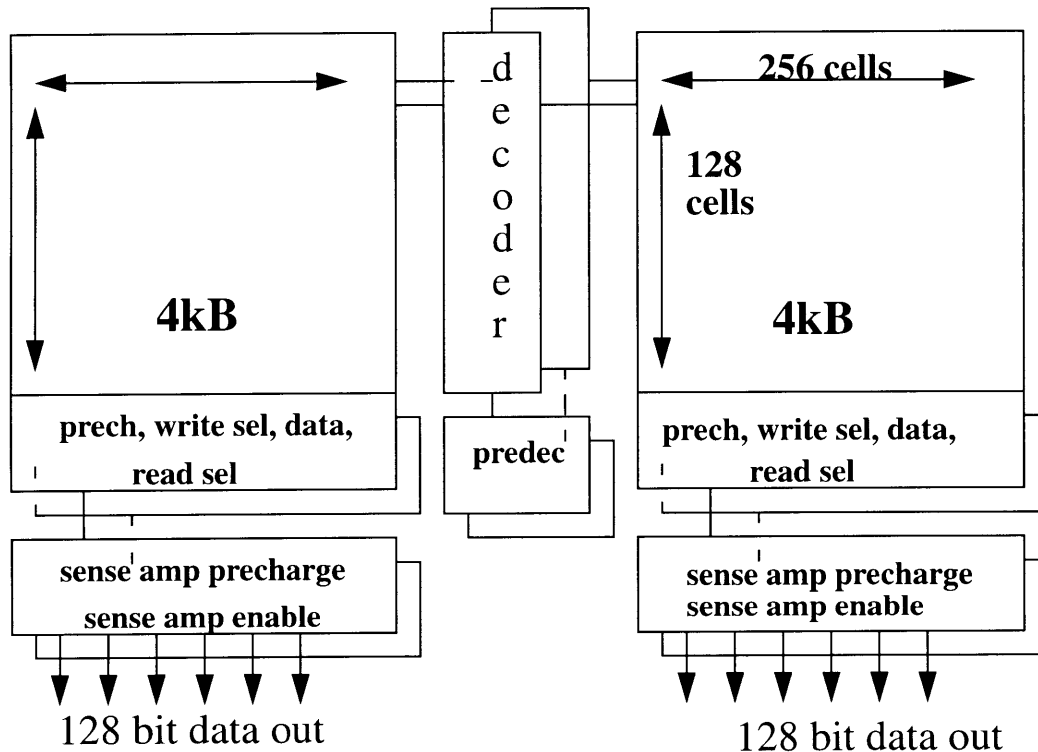 4kB
prech, write sel, data,
read sel
sense amp precharge
sense amp enable
128 bit data out
decoder
predec
256 cells
128
cells
4kB
prech, write sel, data,
read sel
sense amp precharge
sense amp enable
128 bit data out